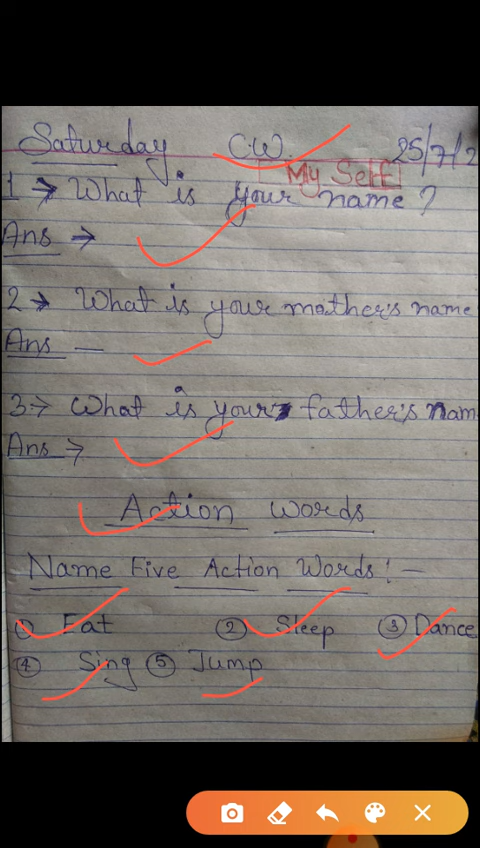 Saturday C.W. 25/7/2
My Self
1 → What is your name ?
Ans →
2 → What is your mother's name
Ans —
3 → What is your father's nam
Ans →
Action Words
Name Five Action Words! —
① Eat ② Sleep ③ Dance
④ Sing ⑤ Jump